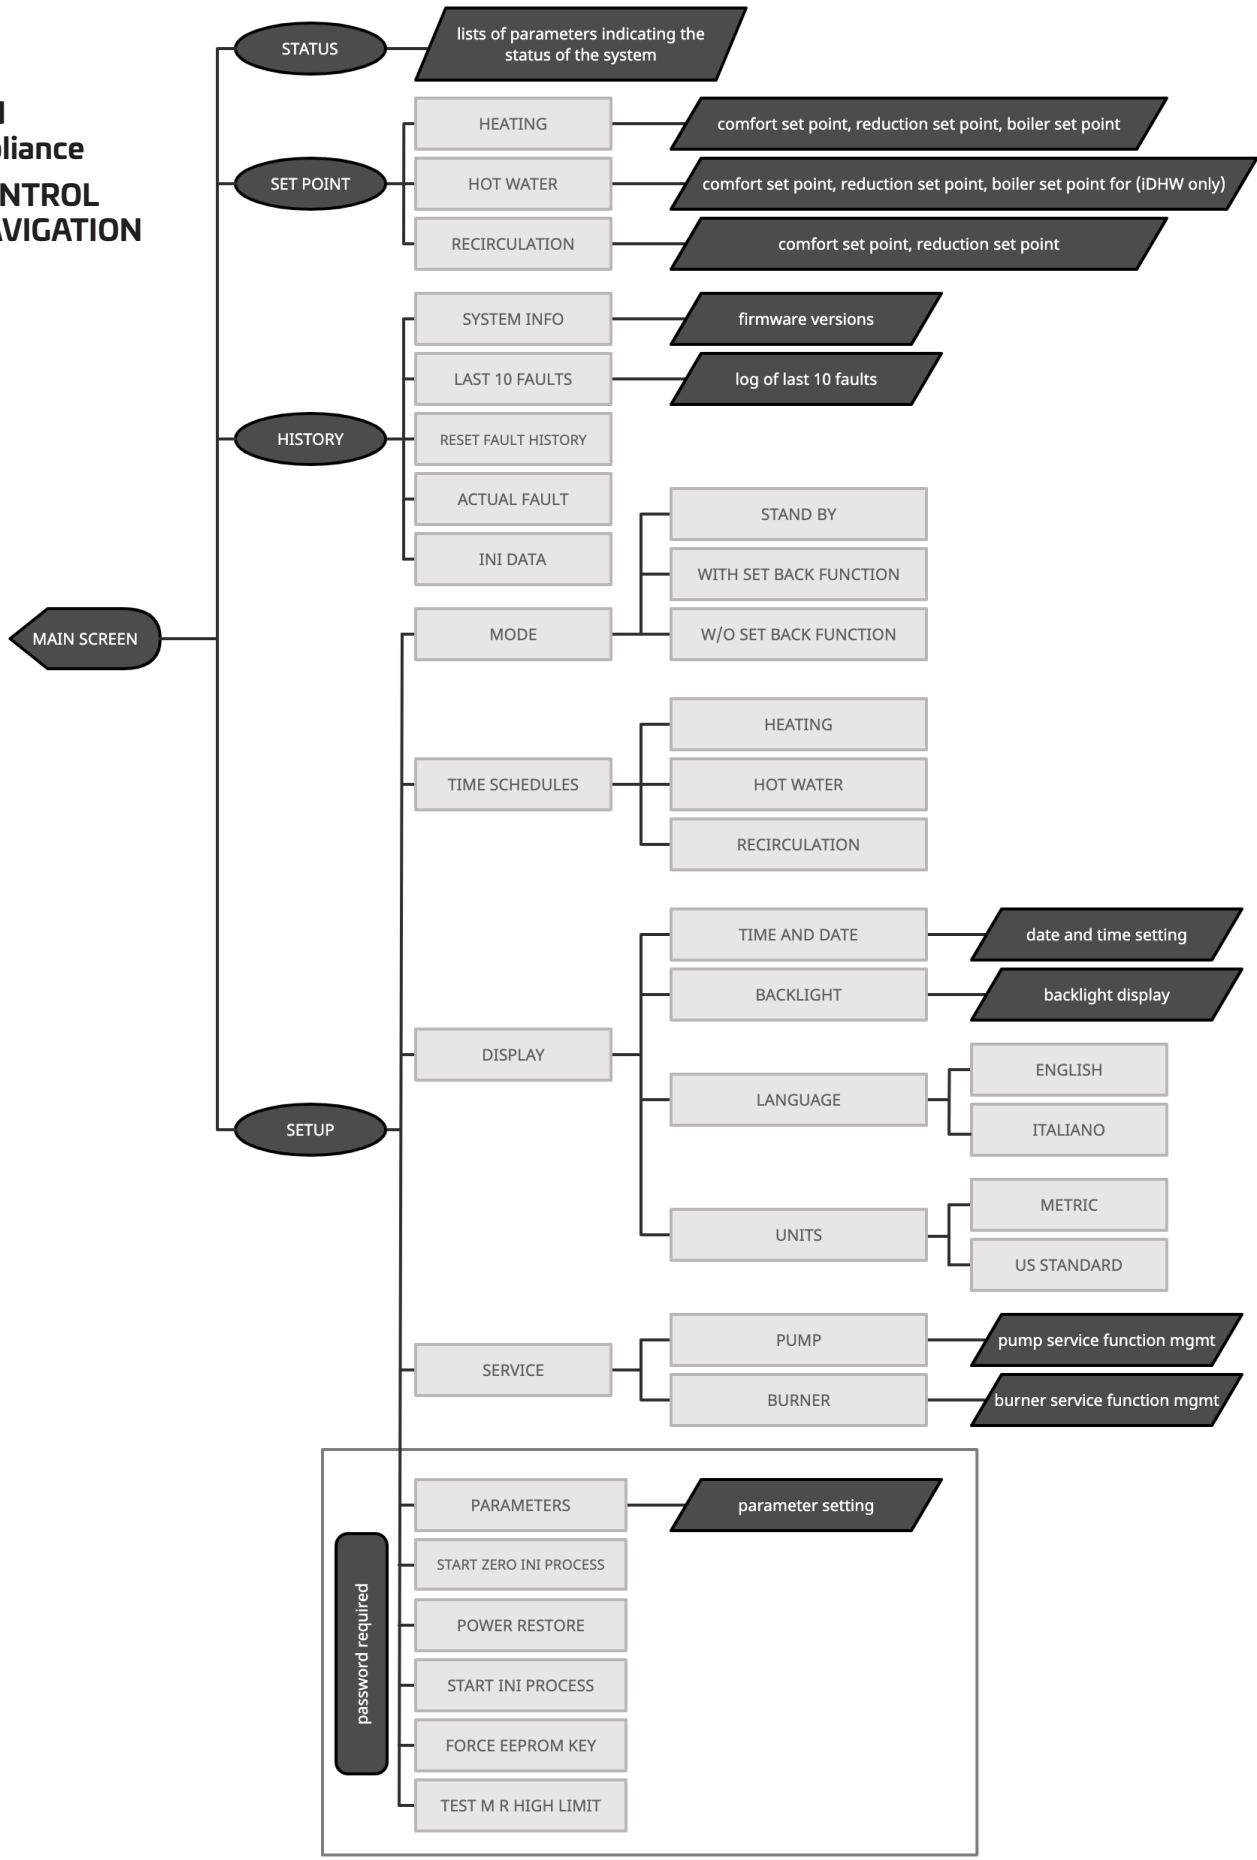 STATUS
lists of parameters indicating the
status of the system
HEATING
comfort set point, reduction set point, boiler set point
SET POINT
HOT WATER
comfort set point, reduction set point, boiler set point for (iDHW only)
RECIRCULATION
comfort set point, reduction set point
SYSTEM INFO
firmware versions
LAST 10 FAULTS
log of last 10 faults
HISTORY
RESET FAULT HISTORY
ACTUAL FAULT
INI DATA
MAIN SCREEN
MODE
STAND BY
WITH SET BACK FUNCTION
W/O SET BACK FUNCTION
TIME SCHEDULES
HEATING
HOT WATER
RECIRCULATION
DISPLAY
TIME AND DATE
date and time setting
BACKLIGHT
backlight display
LANGUAGE
ENGLISH
ITALIANO
SETUP
UNITS
METRIC
US STANDARD
SERVICE
PUMP
pump service function mgmt
BURNER
burner service function mgmt
password required
PARAMETERS
parameter setting
START ZERO INI PROCESS
POWER RESTORE
START INI PROCESS
FORCE EEPROM KEY
TEST M R HIGH LIMIT